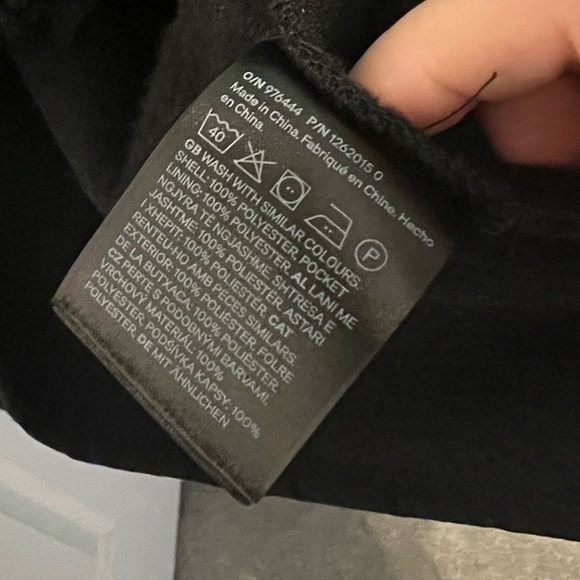 O/N 976444 P/N 1262015 0
Made in China. Fabriqué en Chine. Hecho
en China.
40 P
GB WASH WITH SIMILAR COLOURS.
SHELL: 100% POLYESTER, POCKET
LINING: 100% POLYESTER. AL LANI ME
NGJYRA TE NGJASHME. SHTRESA E
JASHTME: 100% POLIESTER, ASTARI
I XHEPIT: 100% POLIESTER. CAT
RENTEU-HO AMB PECES SIMILARS.
EXTERIOR: 100% POLIÈSTER, FOLRE
DE LA BUTXACA: 100% POLIÈSTER.
CZ PERTE S PODOBNÝMI BARVAMI.
VRCHOVÝ MATERIÁL: 100%
POLYESTER, PODŠÍVKA KAPSY: 100%
POLYESTER. DE MIT ÄHNLICHEN